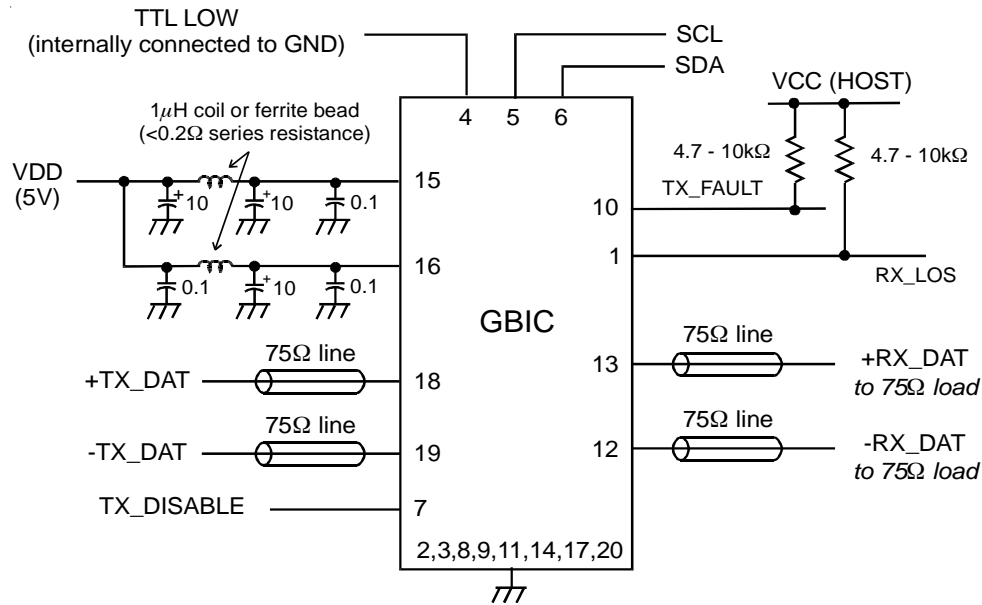 TTL LOW
(internally connected to GND)
SCL
SDA
VCC (HOST)
1μH coil or ferrite bead
(<0.2Ω series resistance)
4 5 6
4.7 - 10kΩ
4.7 - 10kΩ
VDD
(5V)
+
10
+
10
0.1
15
10
TX_FAULT
0.1
+
10
0.1
16
1
RX_LOS
GBIC
75Ω line
+TX_DAT
18
75Ω line
13
+RX_DAT
to 75Ω load
75Ω line
-TX_DAT
19
75Ω line
12
-RX_DAT
to 75Ω load
TX_DISABLE
7
2,3,8,9,11,14,17,20